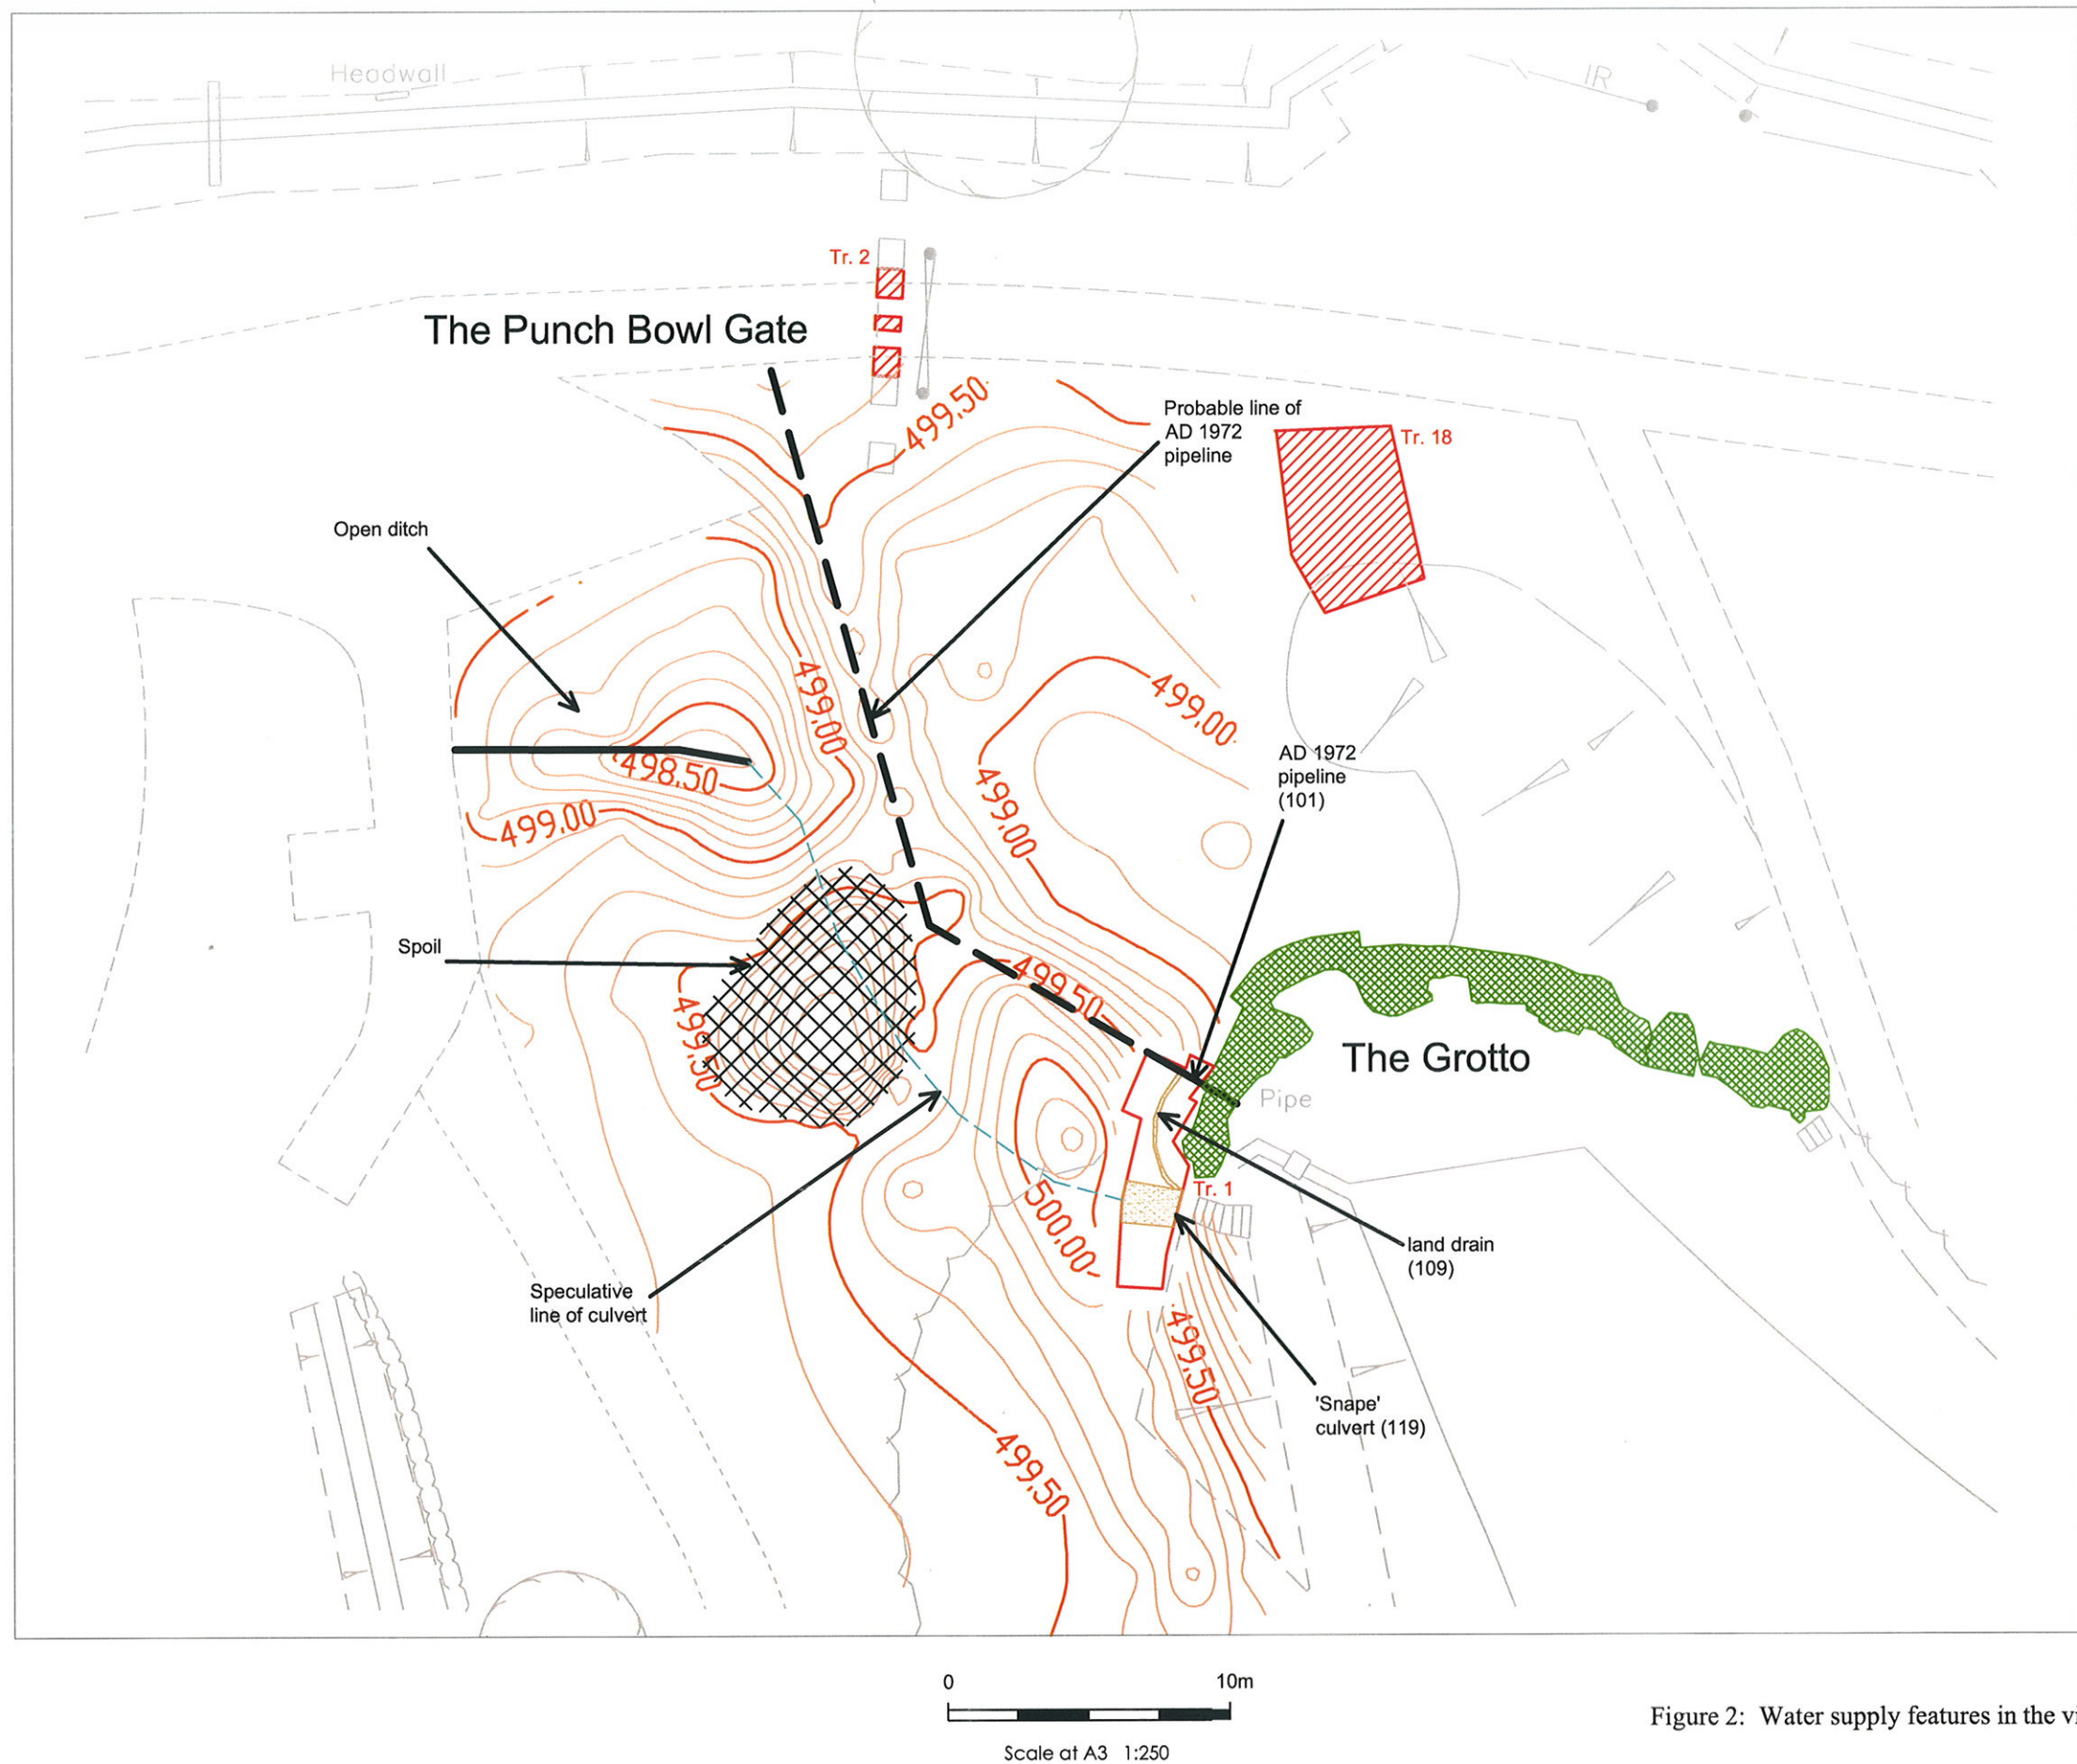 Headwall
IR
Tr. 2
The Punch Bowl Gate
499.50
Probable line of
AD 1972
pipeline
Tr. 18
Open ditch
499.00
499.00
498.50
499.00
499.00
AD 1972
pipeline
(101)
Spoil
499.50
499.50
The Grotto
Pipe
Tr. 1
500.00
land drain
(109)
Speculative
line of culvert
499.50
'Snape'
culvert (119)
499.50
0 10m
Scale at A3 1:250
Figure 2: Water supply features in the